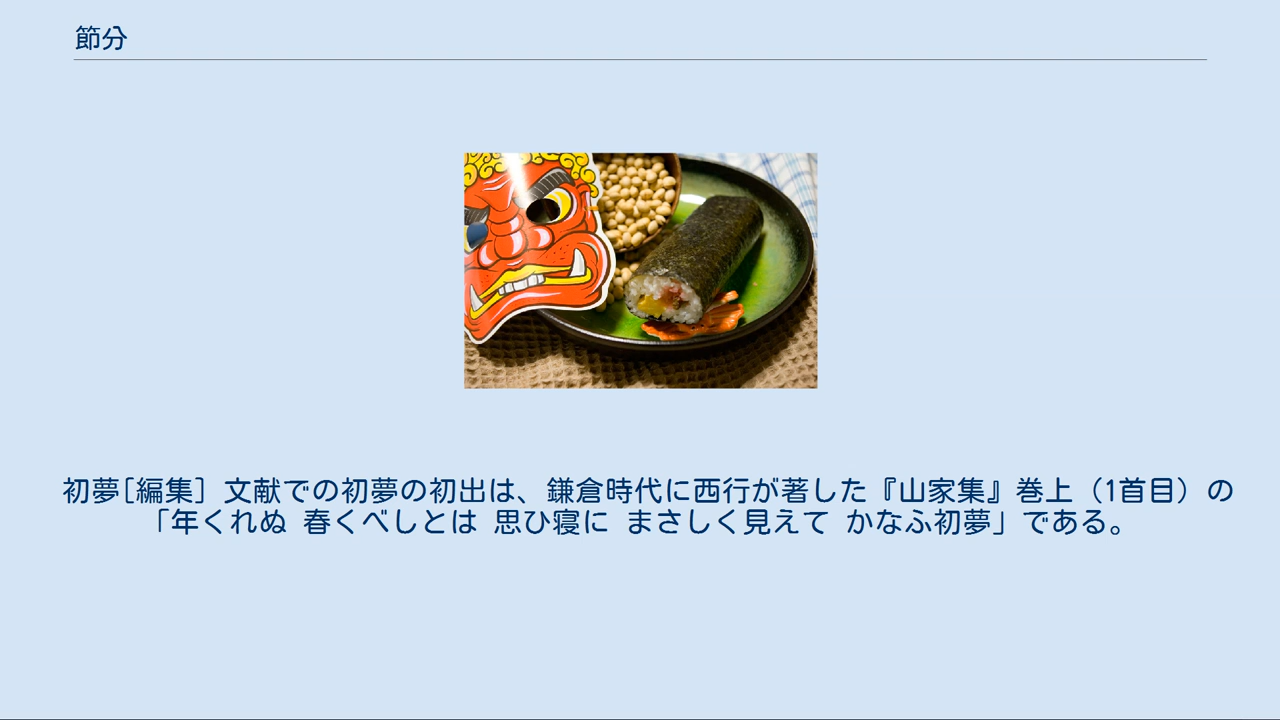 節分
初夢[編集] 文献での初夢の初出は、鎌倉時代に西行が著した『山家集』巻上（1首目）の
「年くれぬ 春くべしとは 思ひ寝に まさしく見えて かなふ初夢」である。